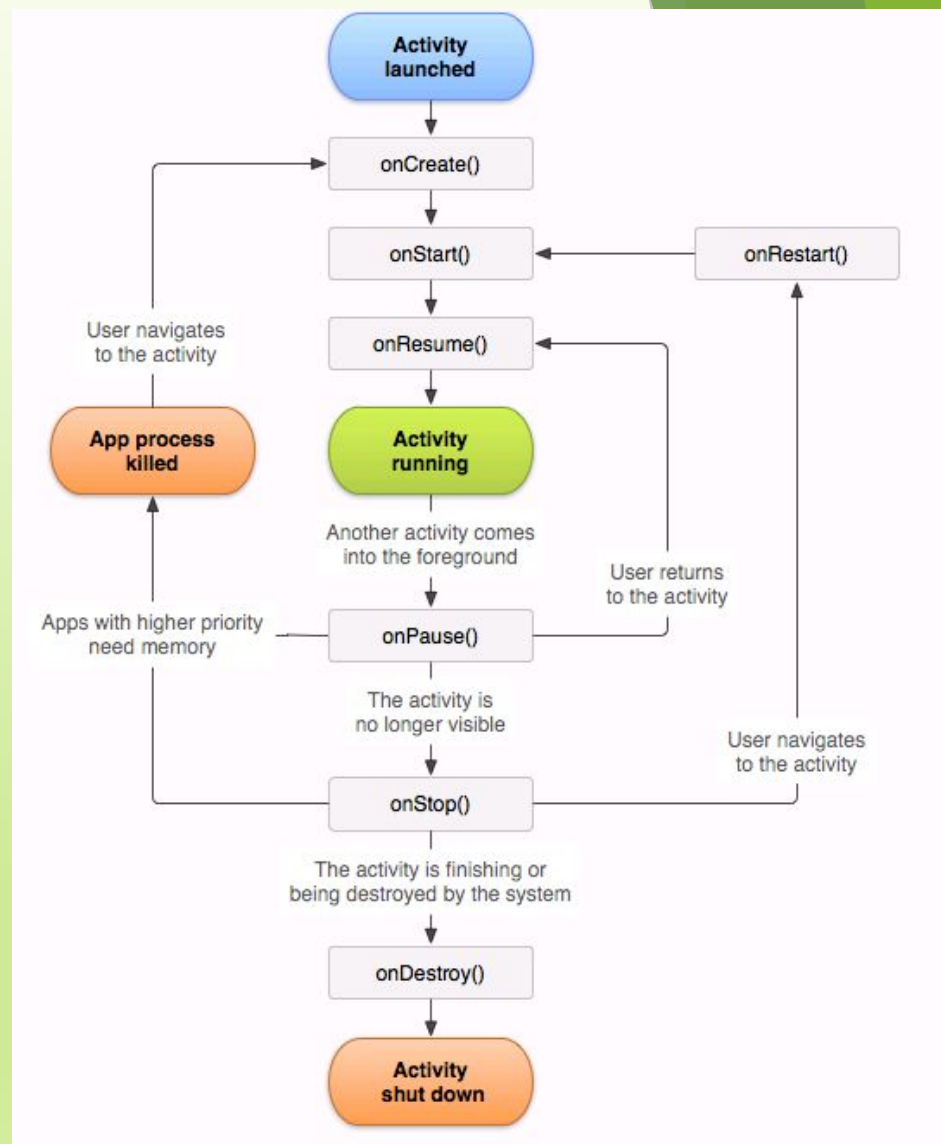 Activity
launched
onCreate()
onStart()
onRestart()
onResume()
User navigates
to the activity
App process
killed
Activity
running
Another activity comes
into the foreground
User returns
to the activity
Apps with higher priority
need memory
onPause()
The activity is
no longer visible
User navigates
to the activity
onStop()
The activity is finishing or
being destroyed by the system
onDestroy()
Activity
shut down